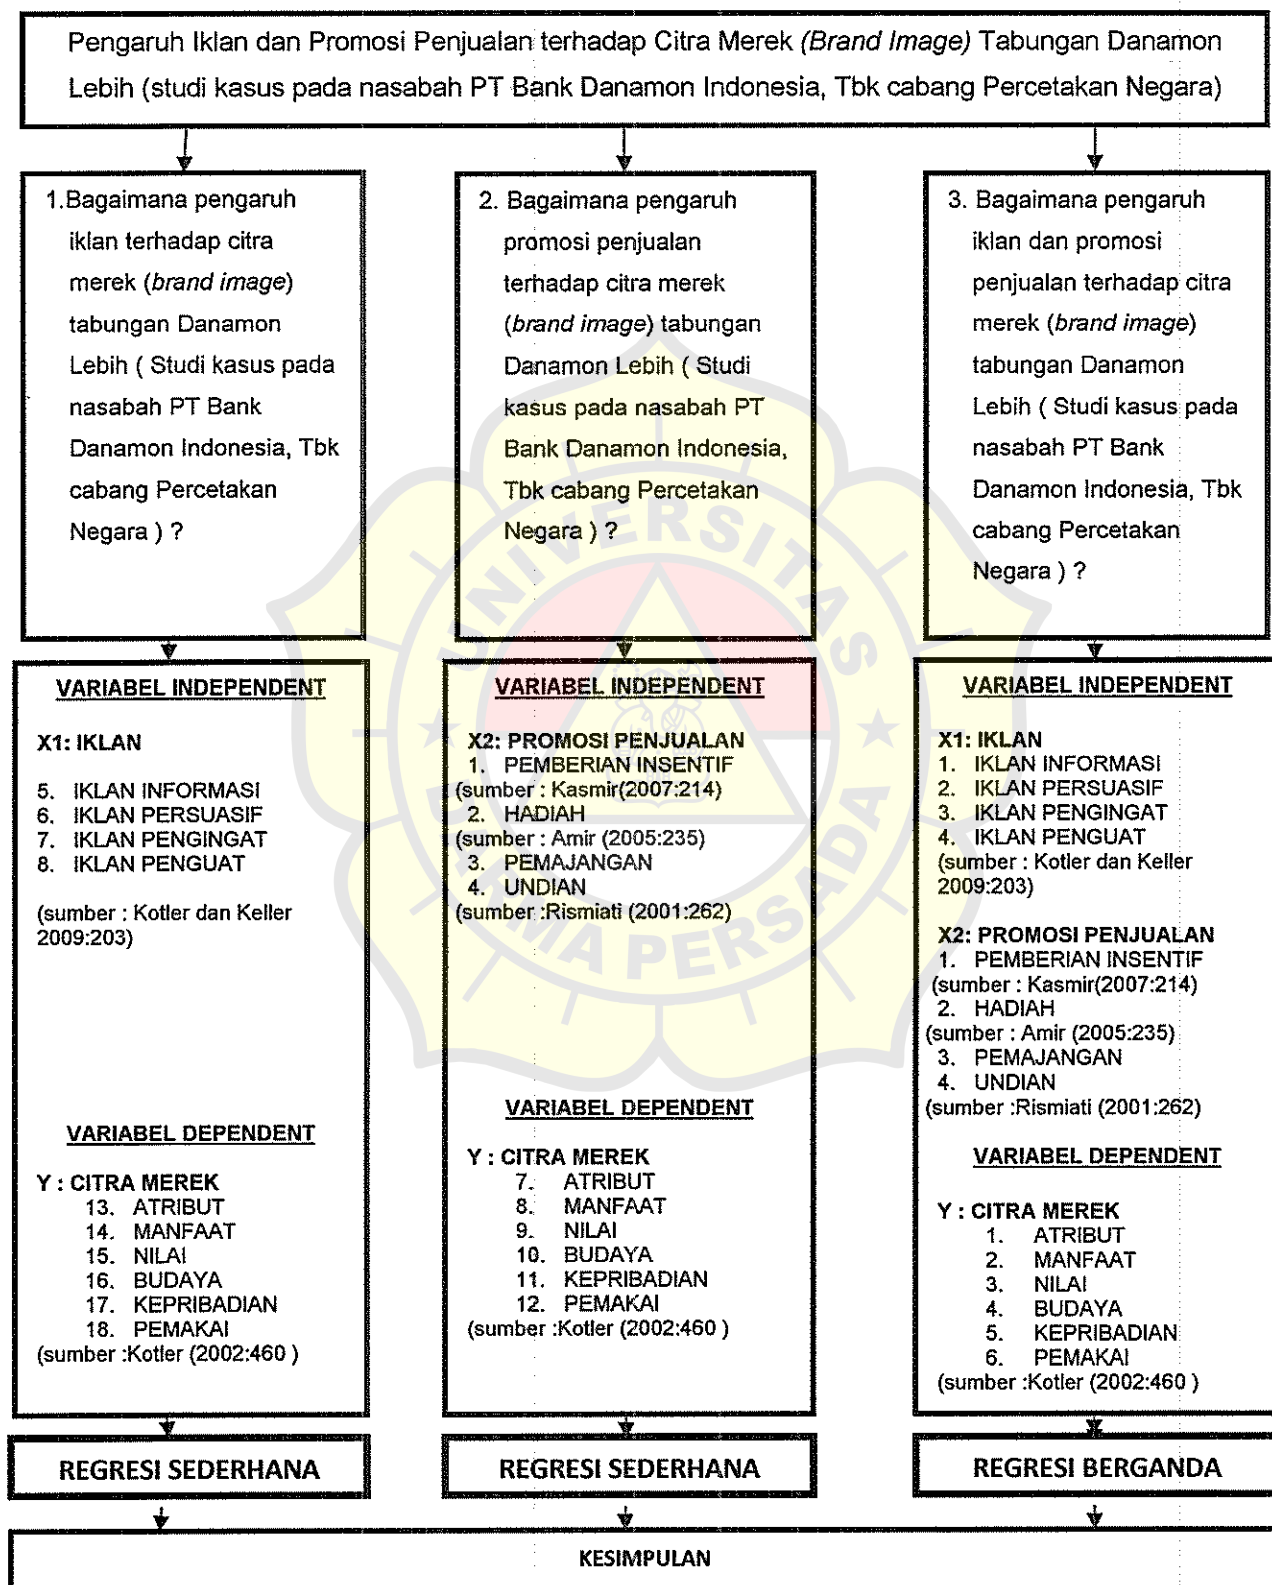 Pengaruh Iklan dan Promosi Penjualan terhadap Citra Merek (Brand Image) Tabungan Danamon
Lebih (studi kasus pada nasabah PT Bank Danamon Indonesia, Tbk cabang Percetakan Negara)
1.Bagaimana pengaruh
iklan terhadap citra
merek (brand image)
tabungan Danamon
Lebih ( Studi kasus pada
nasabah PT Bank
Danamon Indonesia, Tbk
cabang Percetakan
Negara ) ?
2. Bagaimana pengaruh
promosi penjualan
terhadap citra merek
(brand image) tabungan
Danamon Lebih ( Studi
kasus pada nasabah PT
Bank Danamon Indonesia,
Tbk cabang Percetakan
Negara ) ?
3. Bagaimana pengaruh
iklan dan promosi
penjualan terhadap citra
merek (brand image)
tabungan Danamon
Lebih ( Studi kasus pada
nasabah PT Bank
Danamon Indonesia, Tbk
cabang Percetakan
Negara ) ?
VARIABEL INDEPENDENT
X1: IKLAN
5. IKLAN INFORMASI
6. IKLAN PERSUASIF
7. IKLAN PENGINGAT
8. IKLAN PENGUAT
(sumber : Kotler dan Keller
2009:203)
VARIABEL DEPENDENT
Y : CITRA MEREK
13. ATRIBUT
14. MANFAAT
15. NILAI
16. BUDAYA
17. KEPRIBADIAN
18. PEMAKAI
(sumber :Kotler (2002:460 )
VARIABEL INDEPENDENT
X2: PROMOSI PENJUALAN
1. PEMBERIAN INSENTIF
(sumber : Kasmir(2007:214)
2. HADIAH
(sumber : Amir (2005:235)
3. PEMAJANGAN
4. UNDIAN
(sumber :Rismiati (2001:262)
VARIABEL DEPENDENT
Y : CITRA MEREK
7. ATRIBUT
8. MANFAAT
9. NILAI
10. BUDAYA
11. KEPRIBADIAN
12. PEMAKAI
(sumber :Kotler (2002:460 )
VARIABEL INDEPENDENT
X1: IKLAN
1. IKLAN INFORMASI
2. IKLAN PERSUASIF
3. IKLAN PENGINGAT
4. IKLAN PENGUAT
(sumber : Kotler dan Keller
2009:203)
X2: PROMOSI PENJUALAN
1. PEMBERIAN INSENTIF
(sumber : Kasmir(2007:214)
2. HADIAH
(sumber : Amir (2005:235)
3. PEMAJANGAN
4. UNDIAN
(sumber :Rismiati (2001:262)
VARIABEL DEPENDENT
Y : CITRA MEREK
1. ATRIBUT
2. MANFAAT
3. NILAI
4. BUDAYA
5. KEPRIBADIAN
6. PEMAKAI
(sumber :Kotler (2002:460 )
REGRESI SEDERHANA
REGRESI SEDERHANA
REGRESI BERGANDA
KESIMPULAN
UNIVERSITAS
DARMA PERSADA